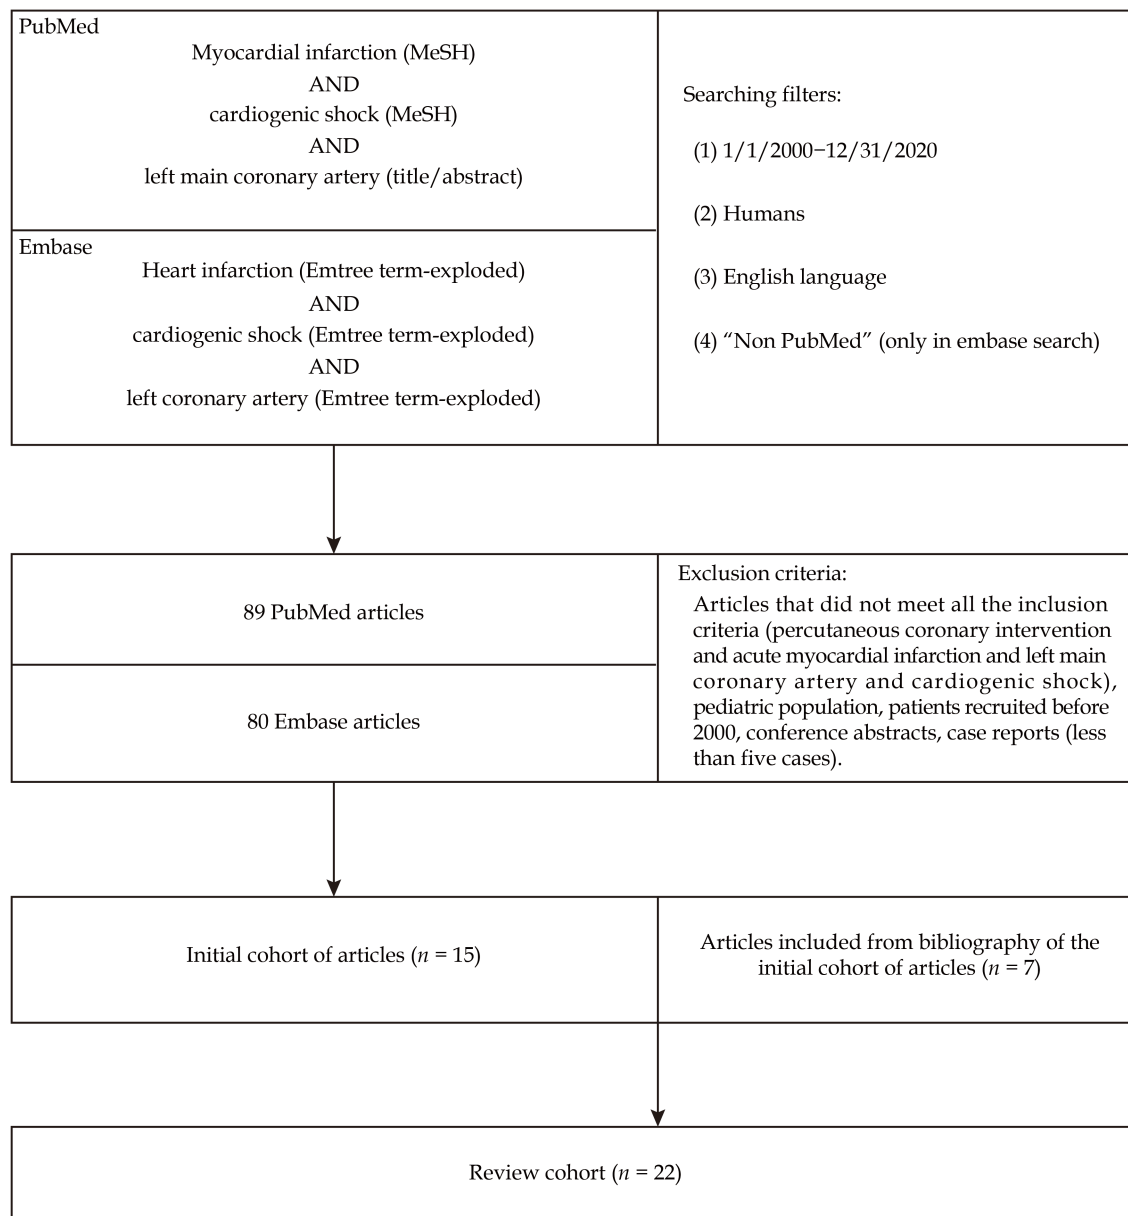 PubMed
Myocardial infarction (MeSH)
AND
cardiogenic shock (MeSH)
AND
left main coronary artery (title/abstract)
Embase
Heart infarction (Emtree term-exploded)
AND
cardiogenic shock (Emtree term-exploded)
AND
left coronary artery (Emtree term-exploded)
Searching filters:
(1) 1/1/2000−12/31/2020
(2) Humans
(3) English language
(4) “Non PubMed” (only in embase search)
89 PubMed articles
80 Embase articles
Exclusion criteria:
Articles that did not meet all the inclusion
criteria (percutaneous coronary intervention
and acute myocardial infarction and left main
coronary artery and cardiogenic shock),
pediatric population, patients recruited before
2000, conference abstracts, case reports (less
than five cases).
Initial cohort of articles (n = 15)
Articles included from bibliography of the
initial cohort of articles (n = 7)
Review cohort (n = 22)